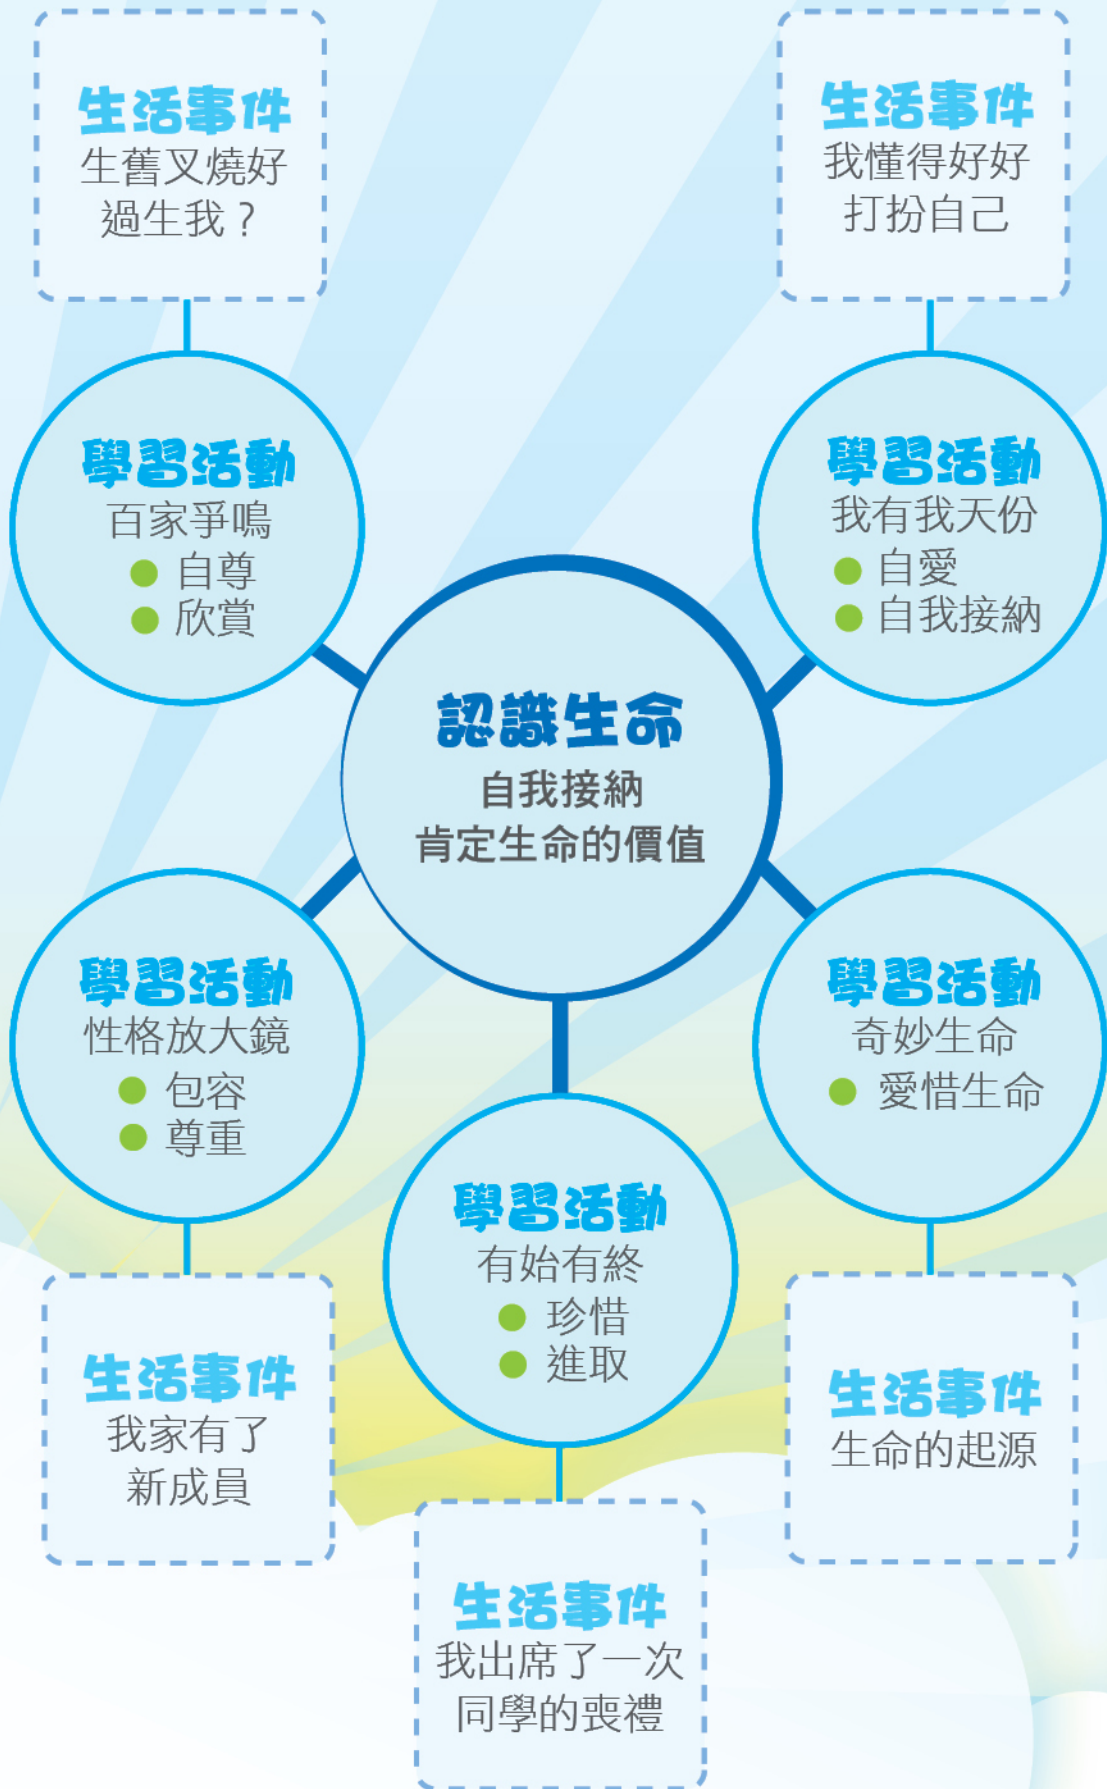 生活事件
生舊叉燒好
過生我？
生活事件
我懂得好好
打扮自己
學習活動
百家爭鳴
● 自尊
● 欣賞
學習活動
我有我天份
● 自愛
● 自我接納
認識生命
自我接納
肯定生命的價值
學習活動
性格放大鏡
● 包容
● 尊重
學習活動
奇妙生命
● 愛惜生命
學習活動
有始有終
● 珍惜
● 進取
生活事件
我家有了
新成員
生活事件
生命的起源
生活事件
我出席了一次
同學的喪禮